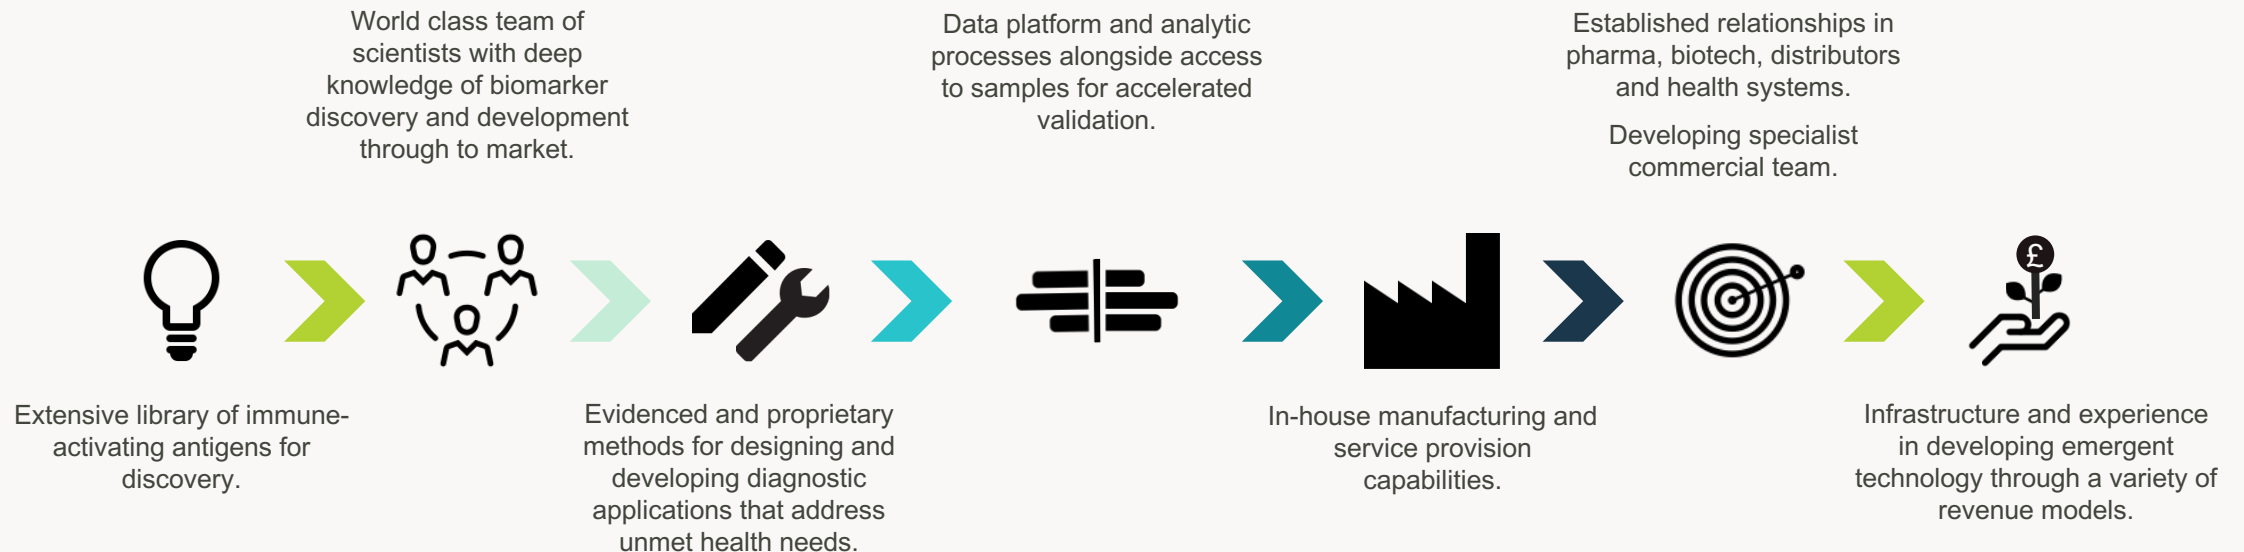 World class team of
scientists with deep
knowledge of biomarker
discovery and development
through to market.
Data platform and analytic
processes alongside access
to samples for accelerated
validation.
Established relationships in
pharma, biotech, distributors
and health systems.
Developing specialist
commercial team.
£
Extensive library of immune-
activating antigens for
discovery.
Evidenced and proprietary
methods for designing and
developing diagnostic
applications that address
unmet health needs.
In-house manufacturing and
service provision
capabilities.
Infrastructure and experience
in developing emergent
technology through a variety of
revenue models.